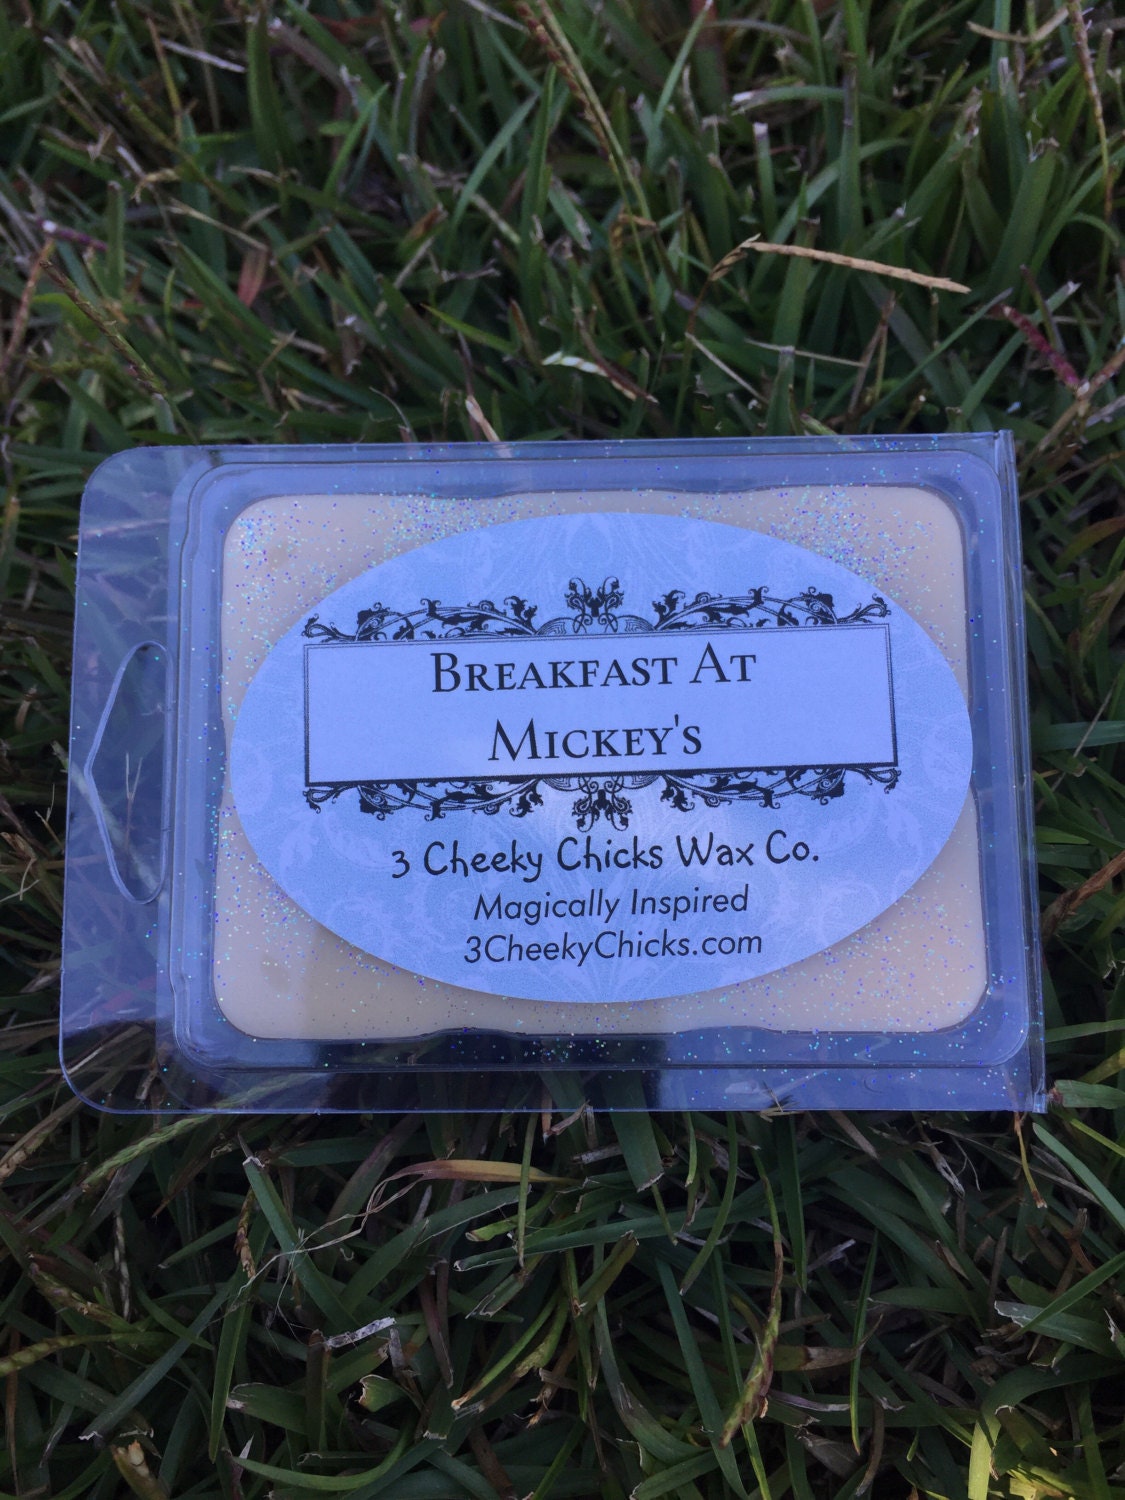 Breakfast At
Mickey's
3 Cheeky Chicks Wax Co.
Magically Inspired
3CheekyChicks.com